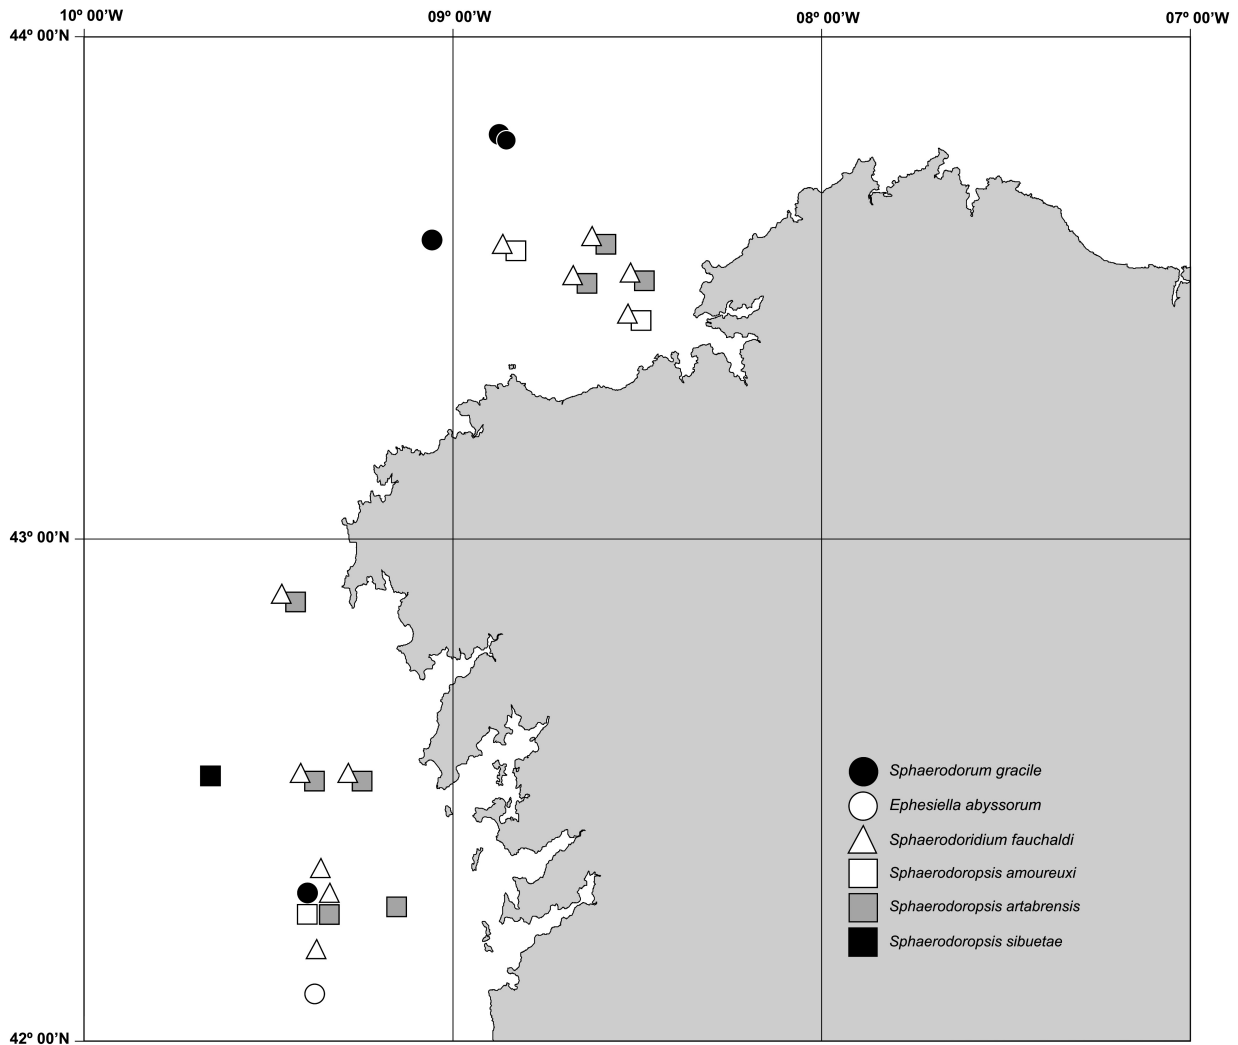 10º 00’W
09º 00’W
08º 00’W
07º 00’W
44º 00’N
43º 00’N
Sphaerodorum gracile
Ephesiella abyssorum
Sphaerodoridium fauchaldi
Sphaerodoropsis amoureuxi
Sphaerodoropsis artabrensis
Sphaerodoropsis sibuetae
42º 00’N